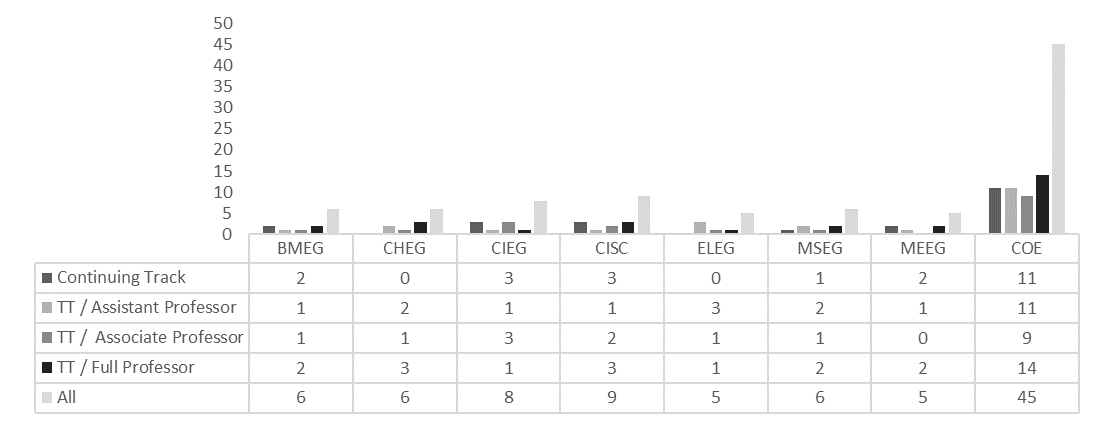 50
45
40
35
30
25
20
15
10
5
0
BMEG CHEG CIEG CISC ELEG MSEG MEEG COE
Continuing Track 2 0 3 3 0 1 2 11
TT / Assistant Professor 1 2 1 1 3 2 1 11
TT / Associate Professor 1 1 3 2 1 1 0 9
TT / Full Professor 2 3 1 3 1 2 2 14
All 6 6 8 9 5 6 5 45